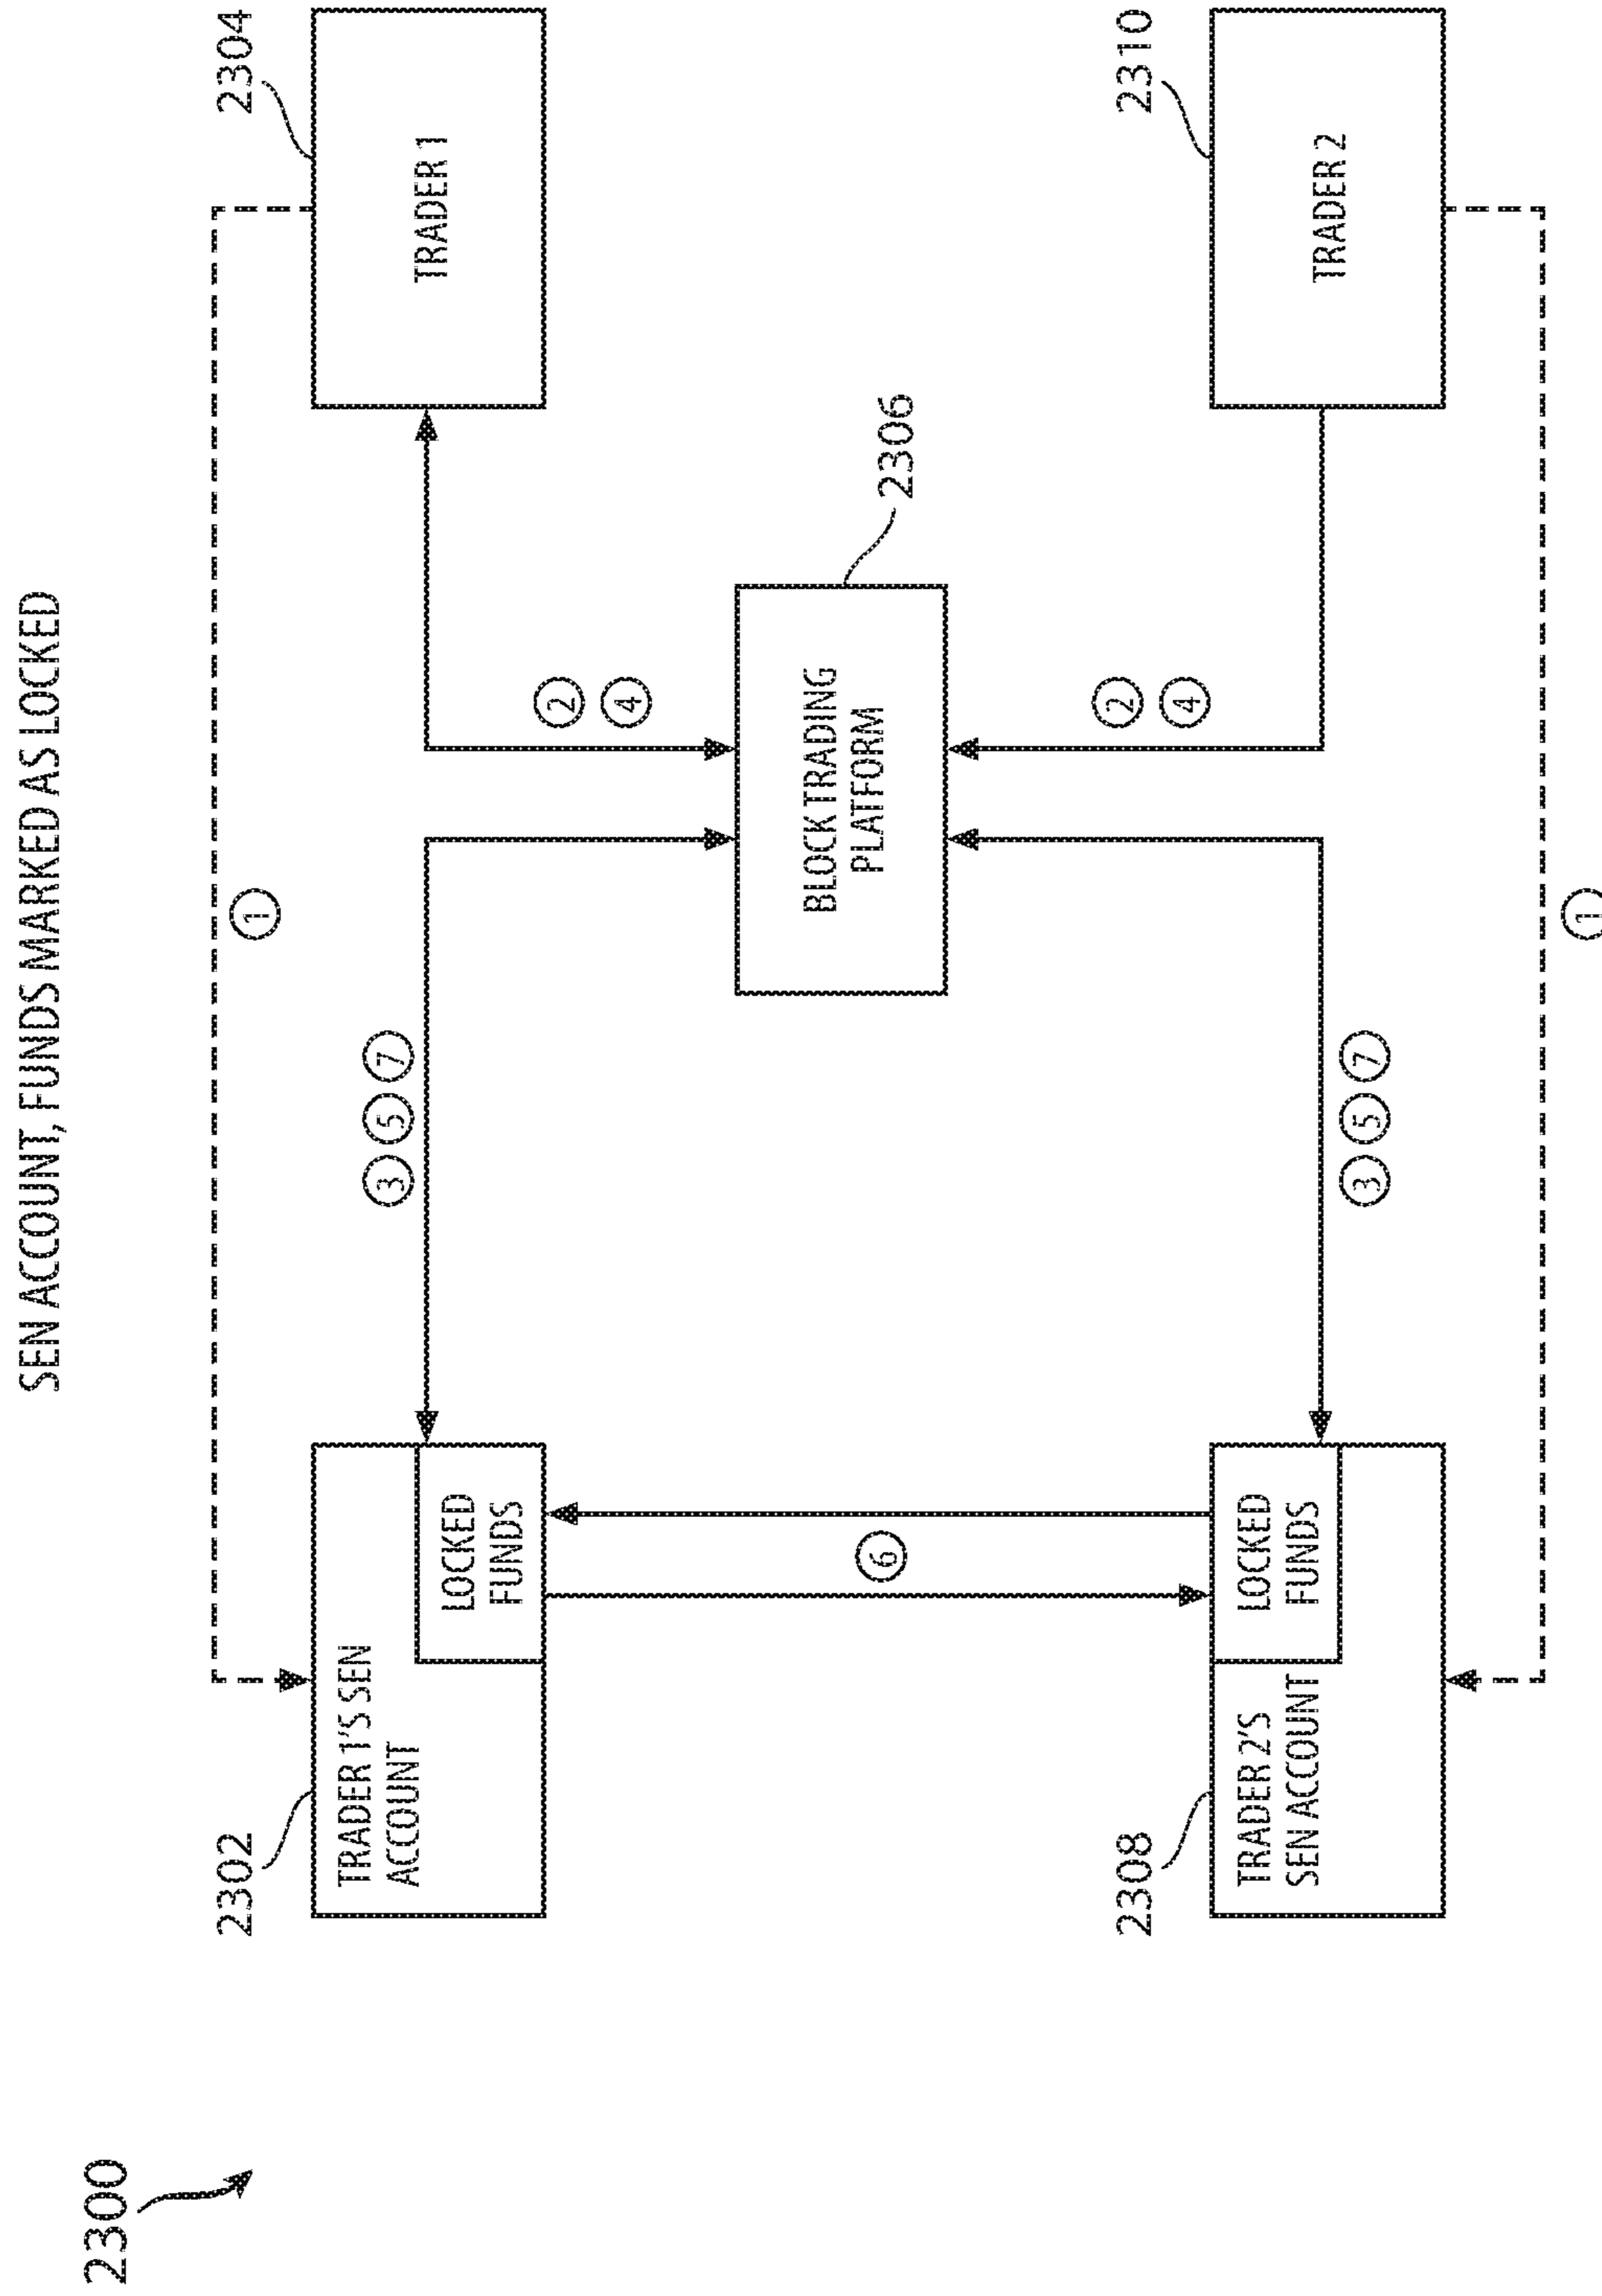 SEN ACCOUNT, FUNDS MARKED AS LOCKED
2300
2302
TRADER 1'S SEN
ACCOUNT
LOCKED
FUNDS
1
3 5 7
2
4
2304
TRADER 1
6
BLOCK TRADING
PLATFORM
2306
2308
TRADER 2'S
SEN ACCOUNT
LOCKED
FUNDS
3 5 7
2
4
2310
TRADER 2
1